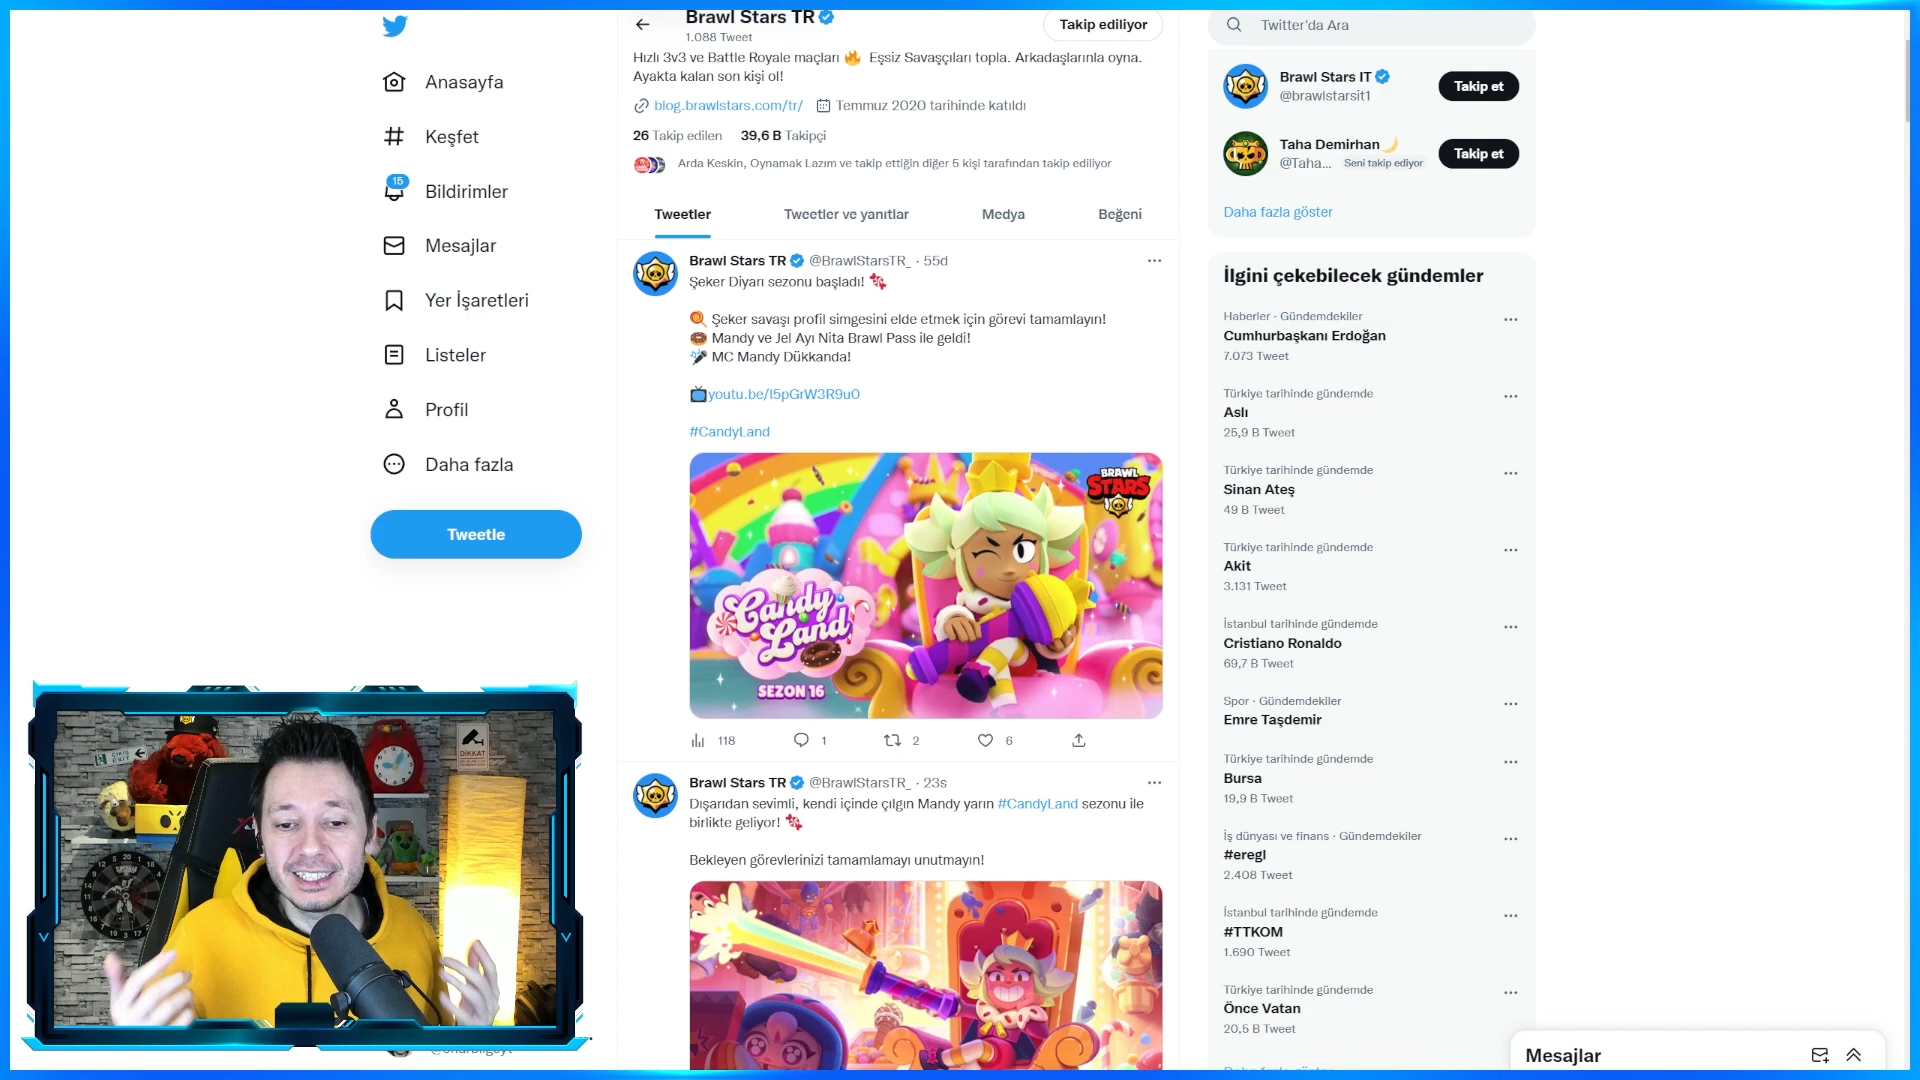 Anasayfa
Keşfet
15
Bildirimler
Mesajlar
Yer İşaretleri
Listeler
Profil
Daha fazla
Tweetle
Brawl Stars TR
1.088 Tweet
Takip ediliyor
Hızlı 3v3 ve Battle Royale maçları 🔥 Eşsiz Savaşçıları topla. Arkadaşlarınla oyna.
Ayakta kalan son kişi ol!
blog.brawlstars.com/tr/ Temmuz 2020 tarihinde katıldı
26 Takip edilen 39,6 B Takipçi
Arda Keskin, Oynamak Lazım ve takip ettiğin diğer 5 kişi tarafından takip ediliyor
Tweetler Tweetler ve yanıtlar Medya Beğeni
Brawl Stars TR @BrawlStarsTR_ · 55d
Şeker Diyarı sezonu başladı! 🍬
🍭 Şeker savaşı profil simgesini elde etmek için görevi tamamlayın!
🍩 Mandy ve Jel Ayı Nita Brawl Pass ile geldi!
🎤 MC Mandy Dükkanda!
📺youtu.be/I5pGrW3R9u0
#CandyLand
BRAWL
STARS
Candy
Land
SEZON 16
118 1 2 6
Brawl Stars TR @BrawlStarsTR_ · 23s
Dışarıdan sevimli, kendi içinde çılgın Mandy yarın #CandyLand sezonu ile
birlikte geliyor! 🍬
Bekleyen görevlerinizi tamamlamayı unutmayın!
Twitter'da Ara
Brawl Stars IT
@brawlstarsit1
Takip et
Taha Demirhan🌙
@Taha... Seni takip ediyor
Takip et
Daha fazla göster
İlgini çekebilecek gündemler
Haberler · Gündemdekiler
Cumhurbaşkanı Erdoğan
7.073 Tweet
Türkiye tarihinde gündemde
Aslı
25,9 B Tweet
Türkiye tarihinde gündemde
Sinan Ateş
49 B Tweet
Türkiye tarihinde gündemde
Akit
3.131 Tweet
İstanbul tarihinde gündemde
Cristiano Ronaldo
69,7 B Tweet
Spor · Gündemdekiler
Emre Taşdemir
Türkiye tarihinde gündemde
Bursa
19,9 B Tweet
İş dünyası ve finans · Gündemdekiler
#eregl
2.408 Tweet
İstanbul tarihinde gündemde
#TTKOM
1.690 Tweet
Türkiye tarihinde gündemde
Önce Vatan
20,5 B Tweet
Mesajlar
ÇIKIŞ
EXIT
DİKKAT